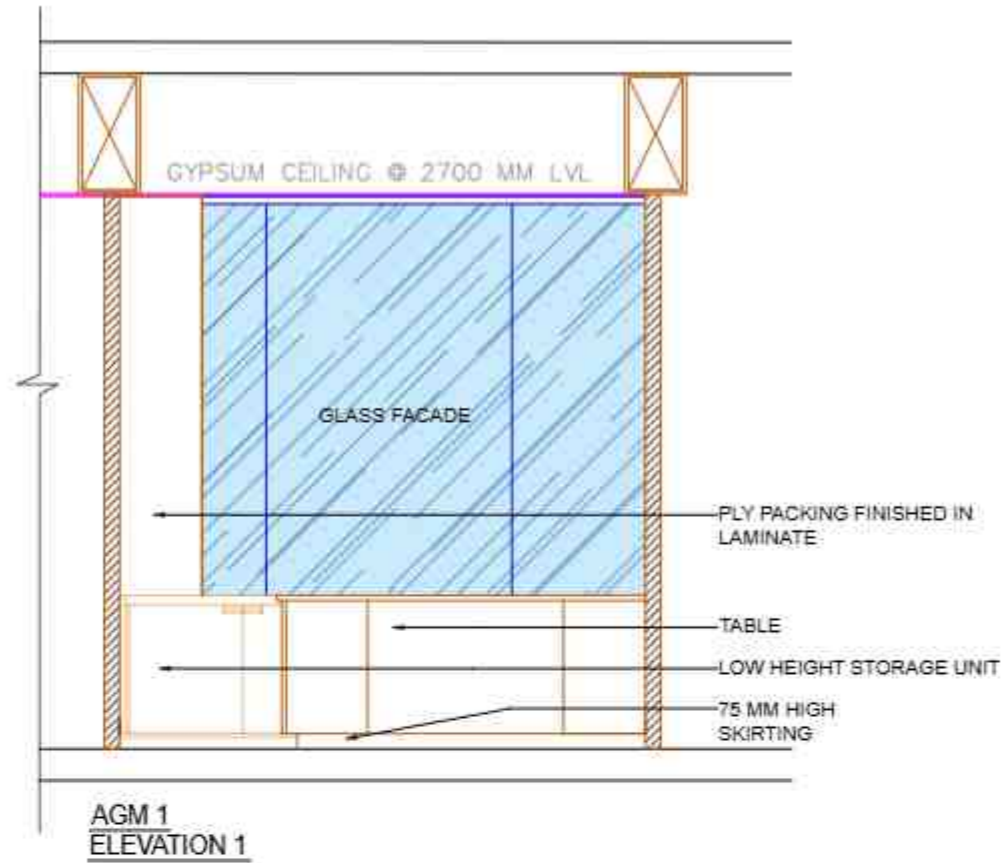 GYPSUM CEILING @ 2700 MM LVL
GLASS FACADE
PLY PACKING FINISHED IN
LAMINATE
TABLE
LOW HEIGHT STORAGE UNIT
75 MM HIGH
SKIRTING
AGM 1
ELEVATION 1